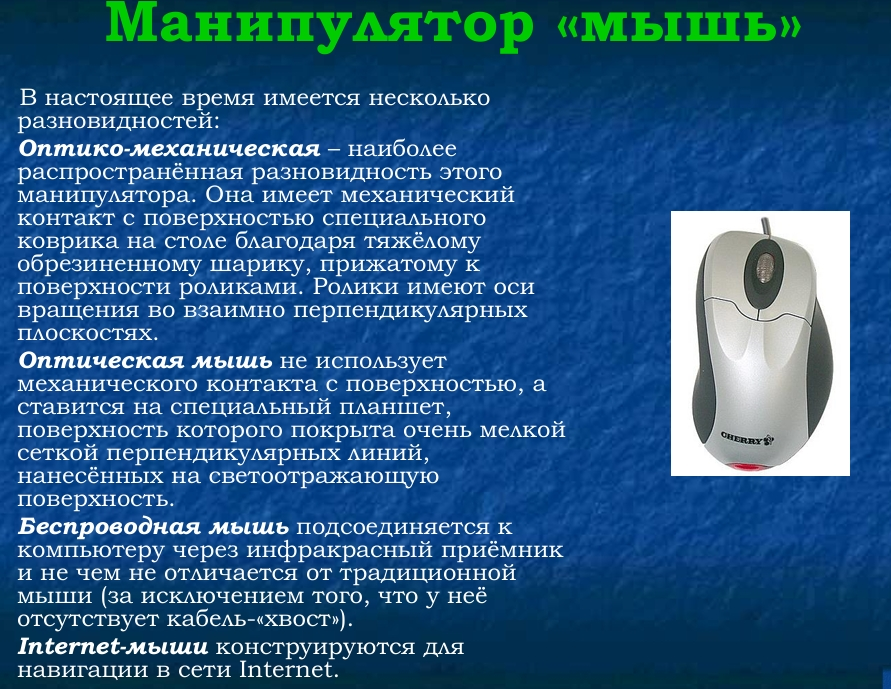 Манипулятор «мышь»
В настоящее время имеется несколько
разновидностей:
Оптико-механическая – наиболее
распространённая разновидность этого
манипулятора. Она имеет механический
контакт с поверхностью специального
коврика на столе благодаря тяжёлому
обрезиненному шарику, прижатому к
поверхности роликами. Ролики имеют оси
вращения во взаимно перпендикулярных
плоскостях.
Оптическая мышь не использует
механического контакта с поверхностью, а
ставится на специальный планшет,
поверхность которого покрыта очень мелкой
сеткой перпендикулярных линий,
нанесённых на светоотражающую
поверхность.
Беспроводная мышь подсоединяется к
компьютеру через инфракрасный приёмник
и не чем не отличается от традиционной
мыши (за исключением того, что у неё
отсутствует кабель-«хвост»).
Internet-мыши конструируются для
навигации в сети Internet.
CHERRY